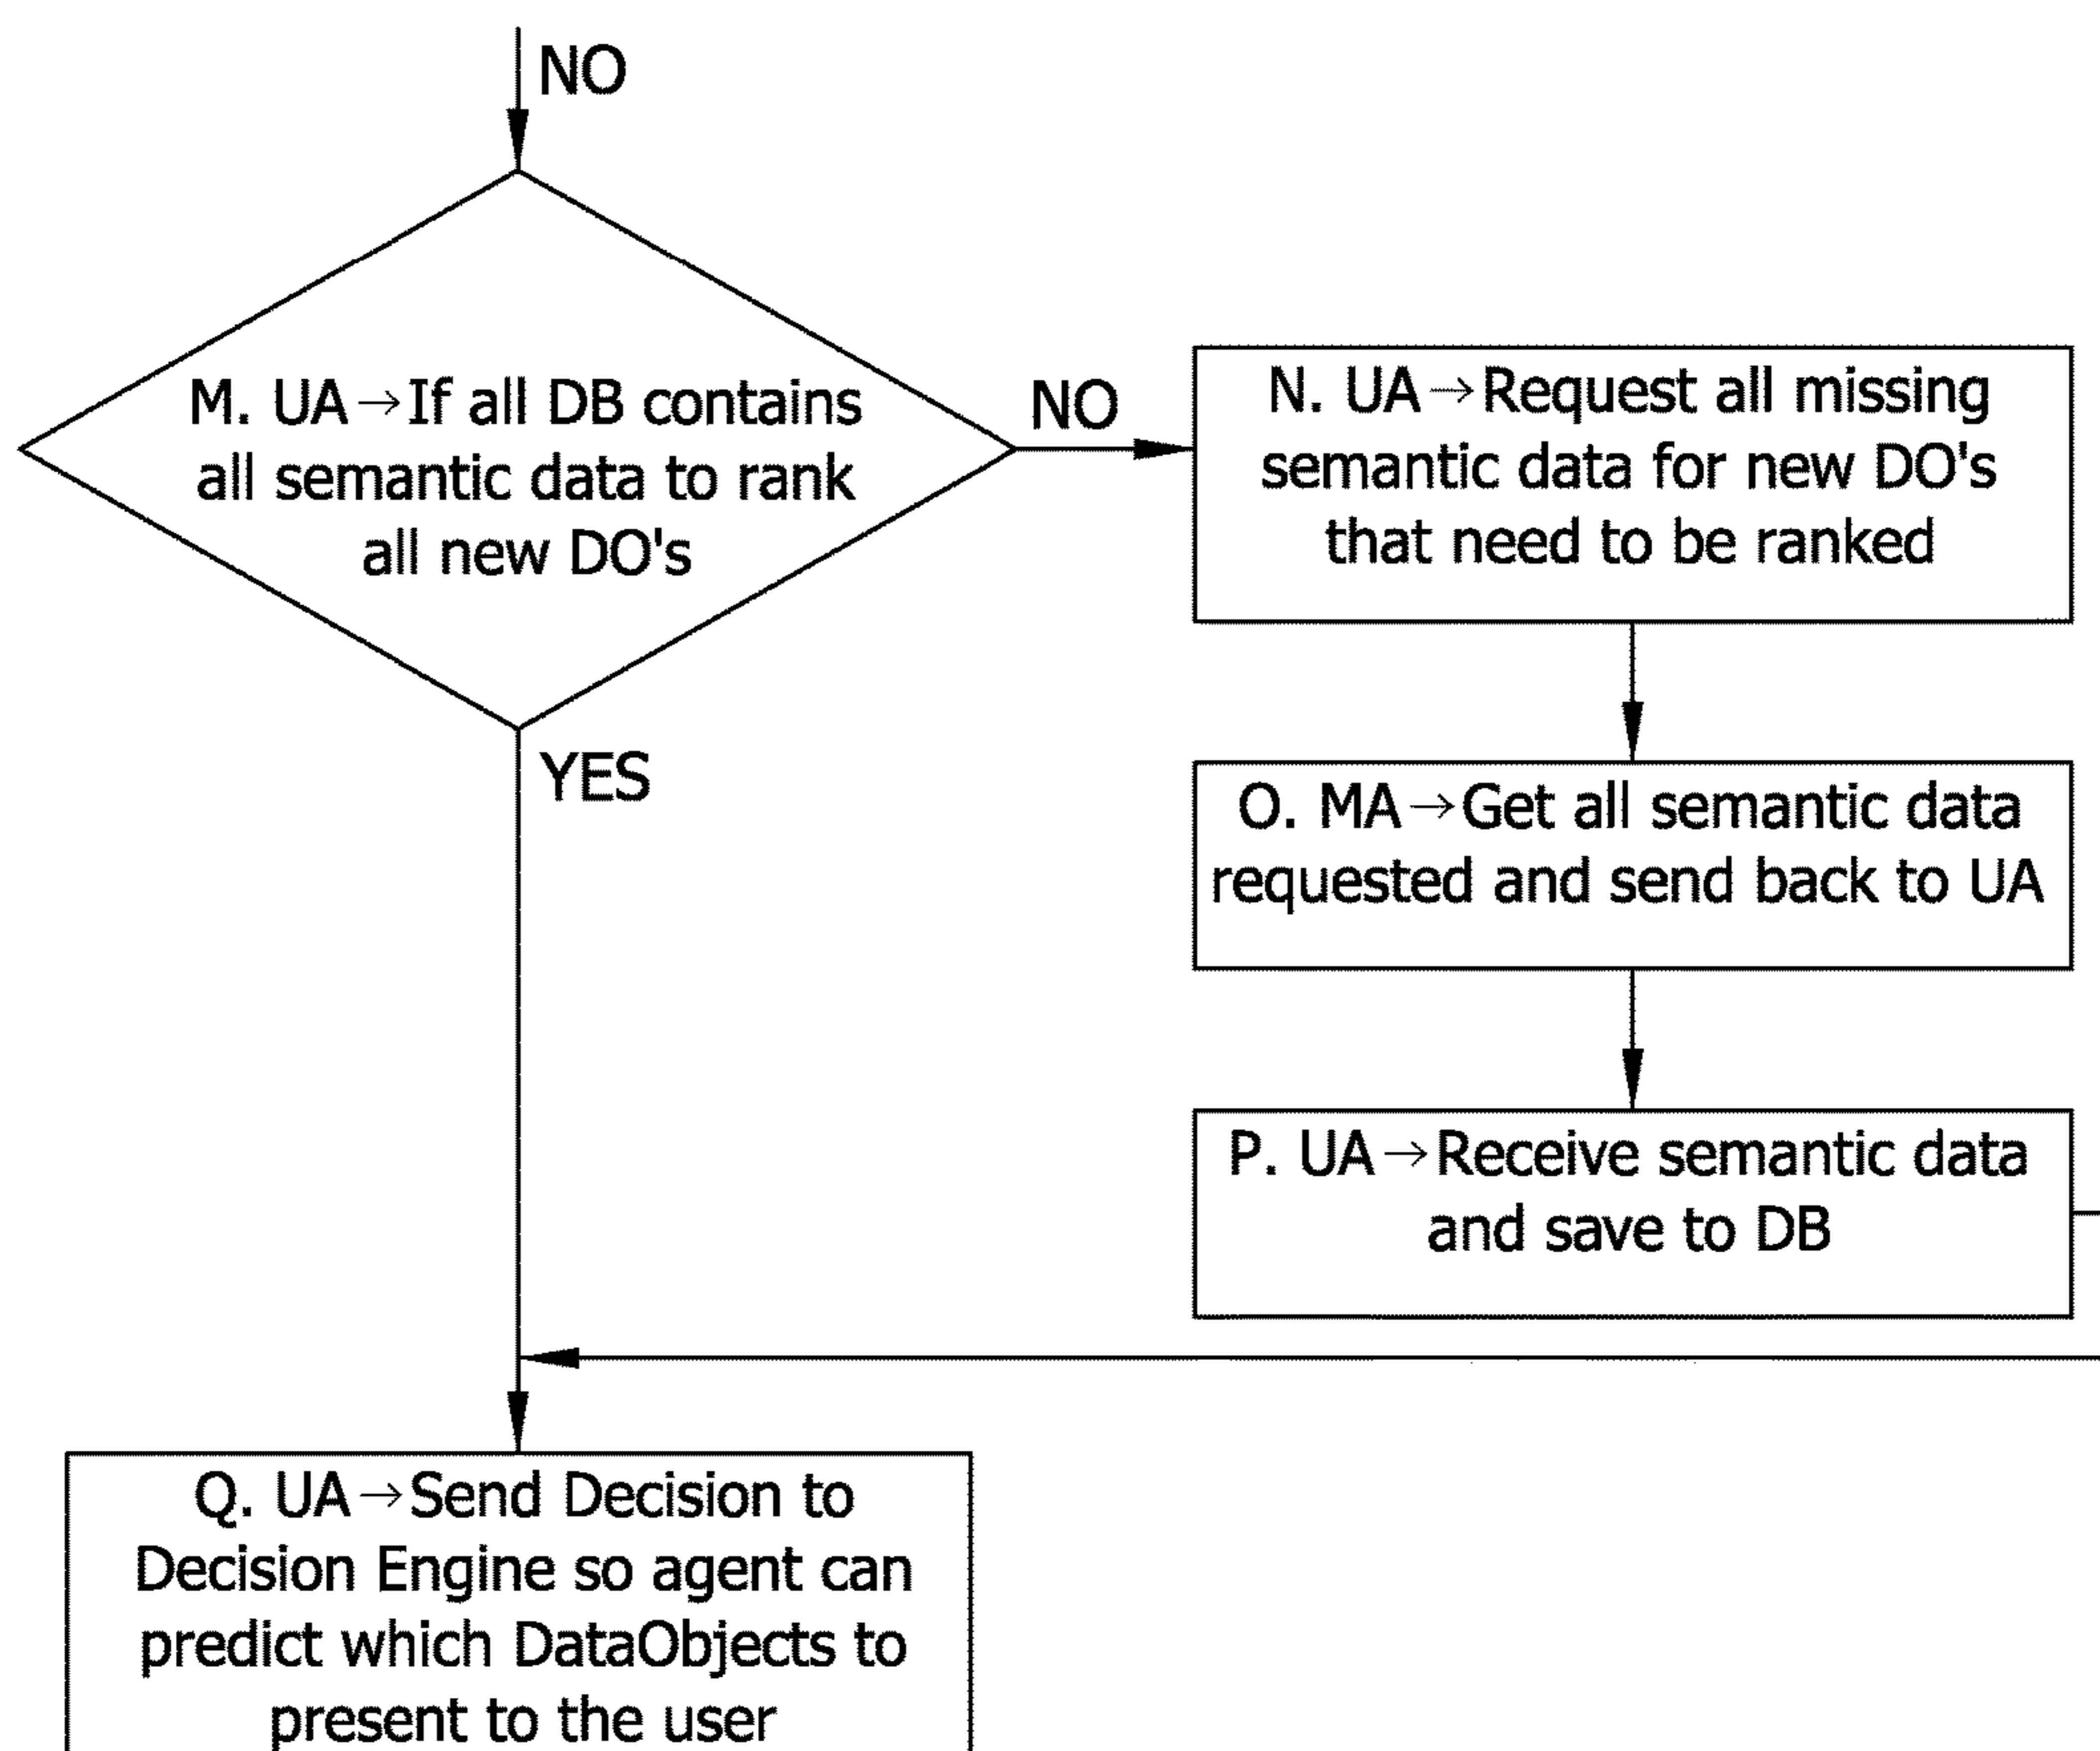 NO
M. UA→If all DB contains
all semantic data to rank
all new DO's
NO
N. UA→Request all missing
semantic data for new DO's
that need to be ranked
YES
O. MA→Get all semantic data
requested and send back to UA
P. UA→Receive semantic data
and save to DB
Q. UA→Send Decision to
Decision Engine so agent can
predict which DataObjects to
present to the user